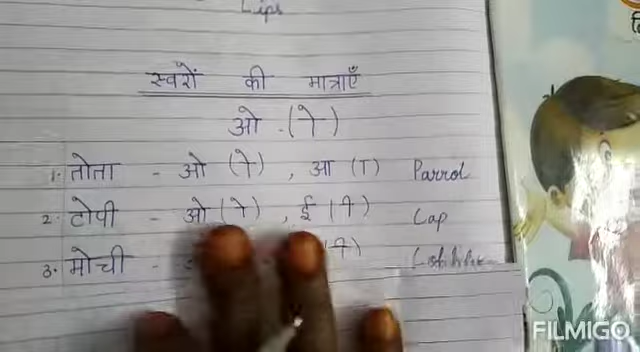 Lips
स्वरों की मात्राएँ
ओ - (ो)
1. तोता - ओ (ो) , आ (ा) Parrot
2. टोपी - ओ (ो) , ई (ी) Cap
3. मोची - (ी)
FILMIGO